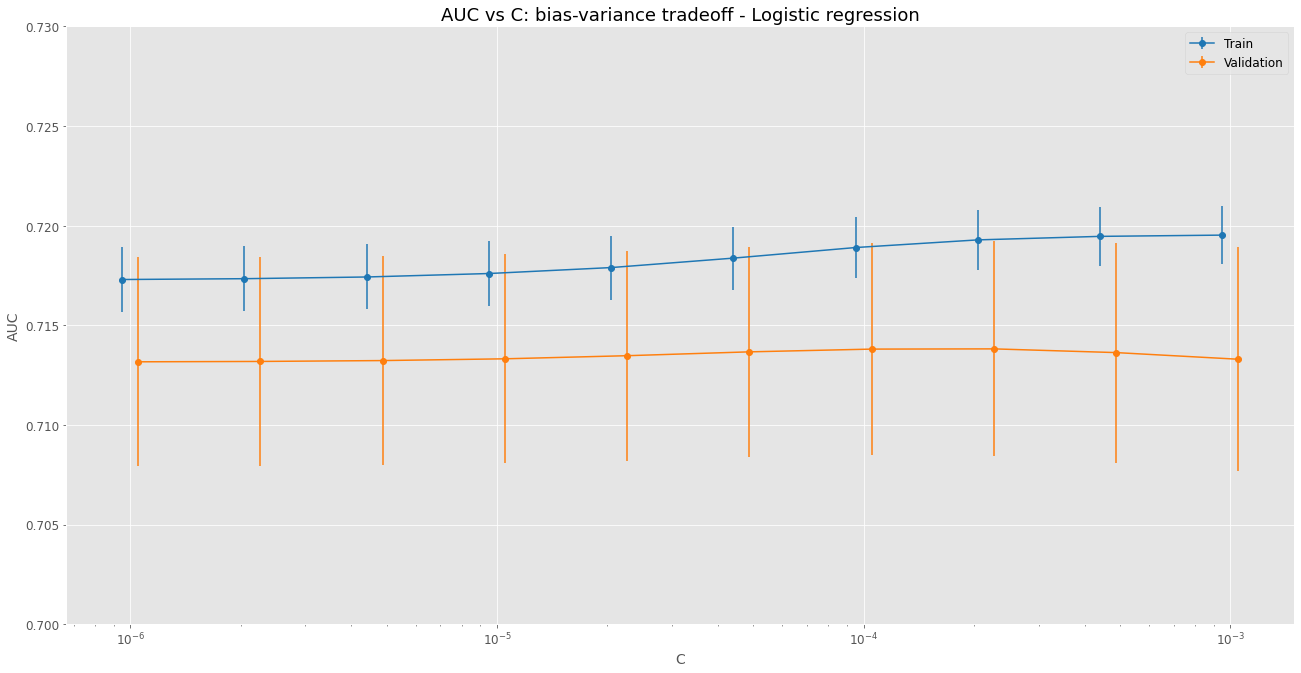 AUC vs C: bias-variance tradeoff - Logistic regression
Train
Validation
AUC
0.730
0.725
0.720
0.715
0.710
0.705
0.700
10⁻⁶
10⁻⁵
10⁻⁴
10⁻³
C